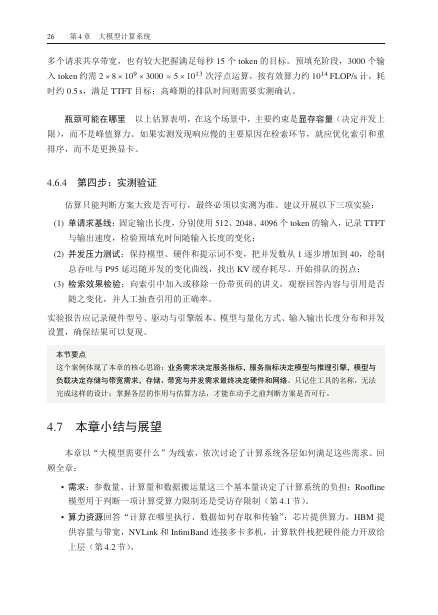 26 第 4 章 大模型计算系统
多个请求共享带宽，也有较大把握满足每秒 15 个 token 的目标。预填充阶段，3000 个输
入 token 约需 2 × 8 × 10⁹ × 3000 ≈ 5 × 10¹³ 次浮点运算，按有效算力约 10¹⁴ FLOP/s 计，耗
时约 0.5 s，满足 TTFT 目标；高峰期的排队时间则需要实测确认。
瓶颈可能在哪里 以上估算表明，在这个场景中，主要约束是显存容量（决定并发上
限），而不是峰值算力。如果实测发现响应慢的主要原因在检索环节，就应优化索引和重
排序，而不是更换显卡。
4.6.4 第四步：实测验证
估算只能判断方案大致是否可行，最终必须以实测为准。建议开展以下三项实验：
(1) 单请求基线：固定输出长度，分别使用 512、2048、4096 个 token 的输入，记录 TTFT
与输出速度，检验预填充时间随输入长度的变化；
(2) 并发压力测试：保持模型、硬件和提示词不变，把并发数从 1 逐步增加到 40，绘制
总吞吐与 P95 延迟随并发的变化曲线，找出 KV 缓存耗尽、开始排队的拐点；
(3) 检索效果检验：向索引中加入或移除一份带页码的讲义，观察回答内容与引用是否
随之变化，并人工抽查引用的正确率。
实验报告应记录硬件型号、驱动与引擎版本、模型与量化方式、输入输出长度分布和并发
设置，确保结果可以复现。
本节要点
这个案例体现了本章的核心思路：业务需求决定服务指标，服务指标决定模型与推理引擎，模型与
负载决定存储与带宽需求，存储、带宽与并发需求最终决定硬件和网络。只记住工具的名称，无法
完成这样的设计；掌握各层的作用与估算方法，才能在动手之前判断方案是否可行。
4.7 本章小结与展望
本章以“大模型需要什么”为线索，依次讨论了计算系统各层如何满足这些需求。回
顾全章：
• 需求：参数量、计算量和数据搬运量这三个基本量决定了计算系统的负担；Roofline
模型用于判断一项计算受算力限制还是受访存限制（第 4.1 节）。
• 算力资源回答“计算在哪里执行、数据如何存取和传输”：芯片提供算力，HBM 提
供容量与带宽，NVLink 和 InfiniBand 连接多卡多机，计算软件栈把硬件能力开放给
上层（第 4.2 节）。